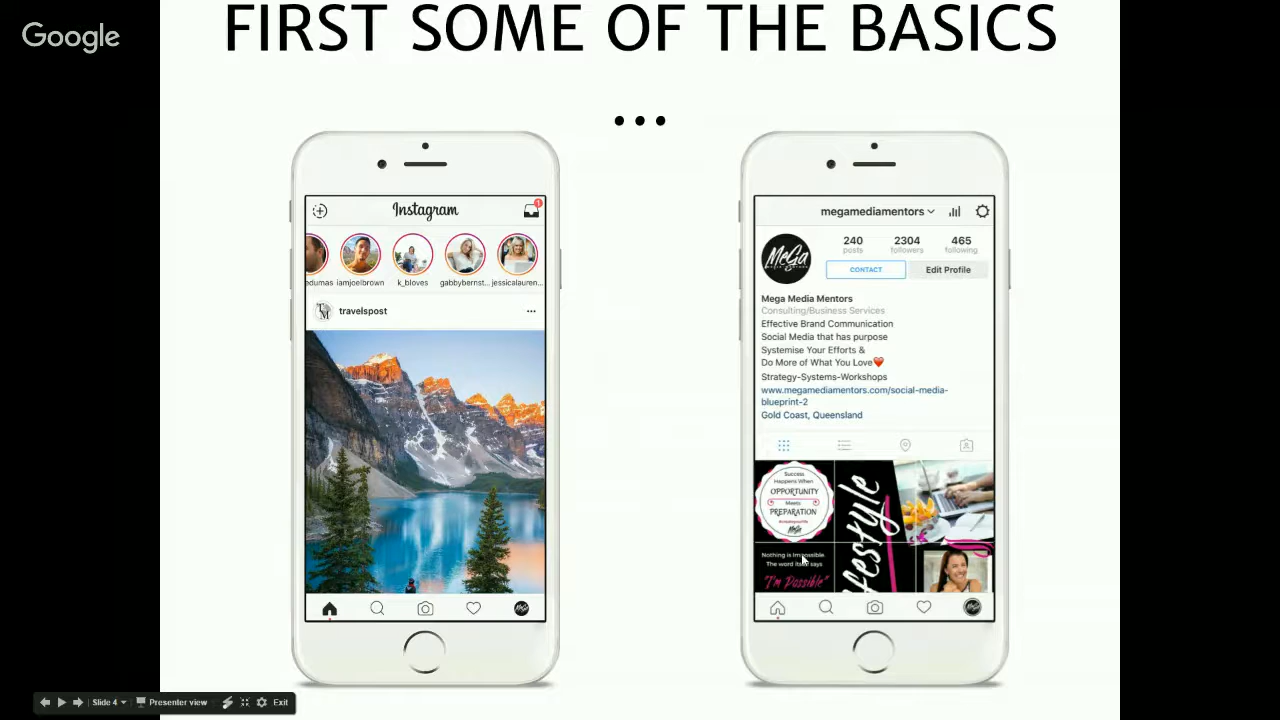 Google
FIRST SOME OF THE BASICS
...
Instagram
1
edumas iamjoelbrown k_bloves gabbybernst... jessicalauren...
travelspost
megamediamentors
240 2304 465
posts followers following
CONTACT Edit Profile
Mega Media Mentors
Consulting/Business Services
Effective Brand Communication
Social Media that has purpose
Systemise Your Efforts &
Do More of What You Love
Strategy-Systems-Workshops
www.megamediamentors.com/social-media-
blueprint-2
Gold Coast, Queensland
Success
Happens When
OPPORTUNITY
Meets
PREPARATION
MeGa
festyle
Nothing is Impossible
The word itself says
"I'm Possible"
Slide 4 Presenter view Exit